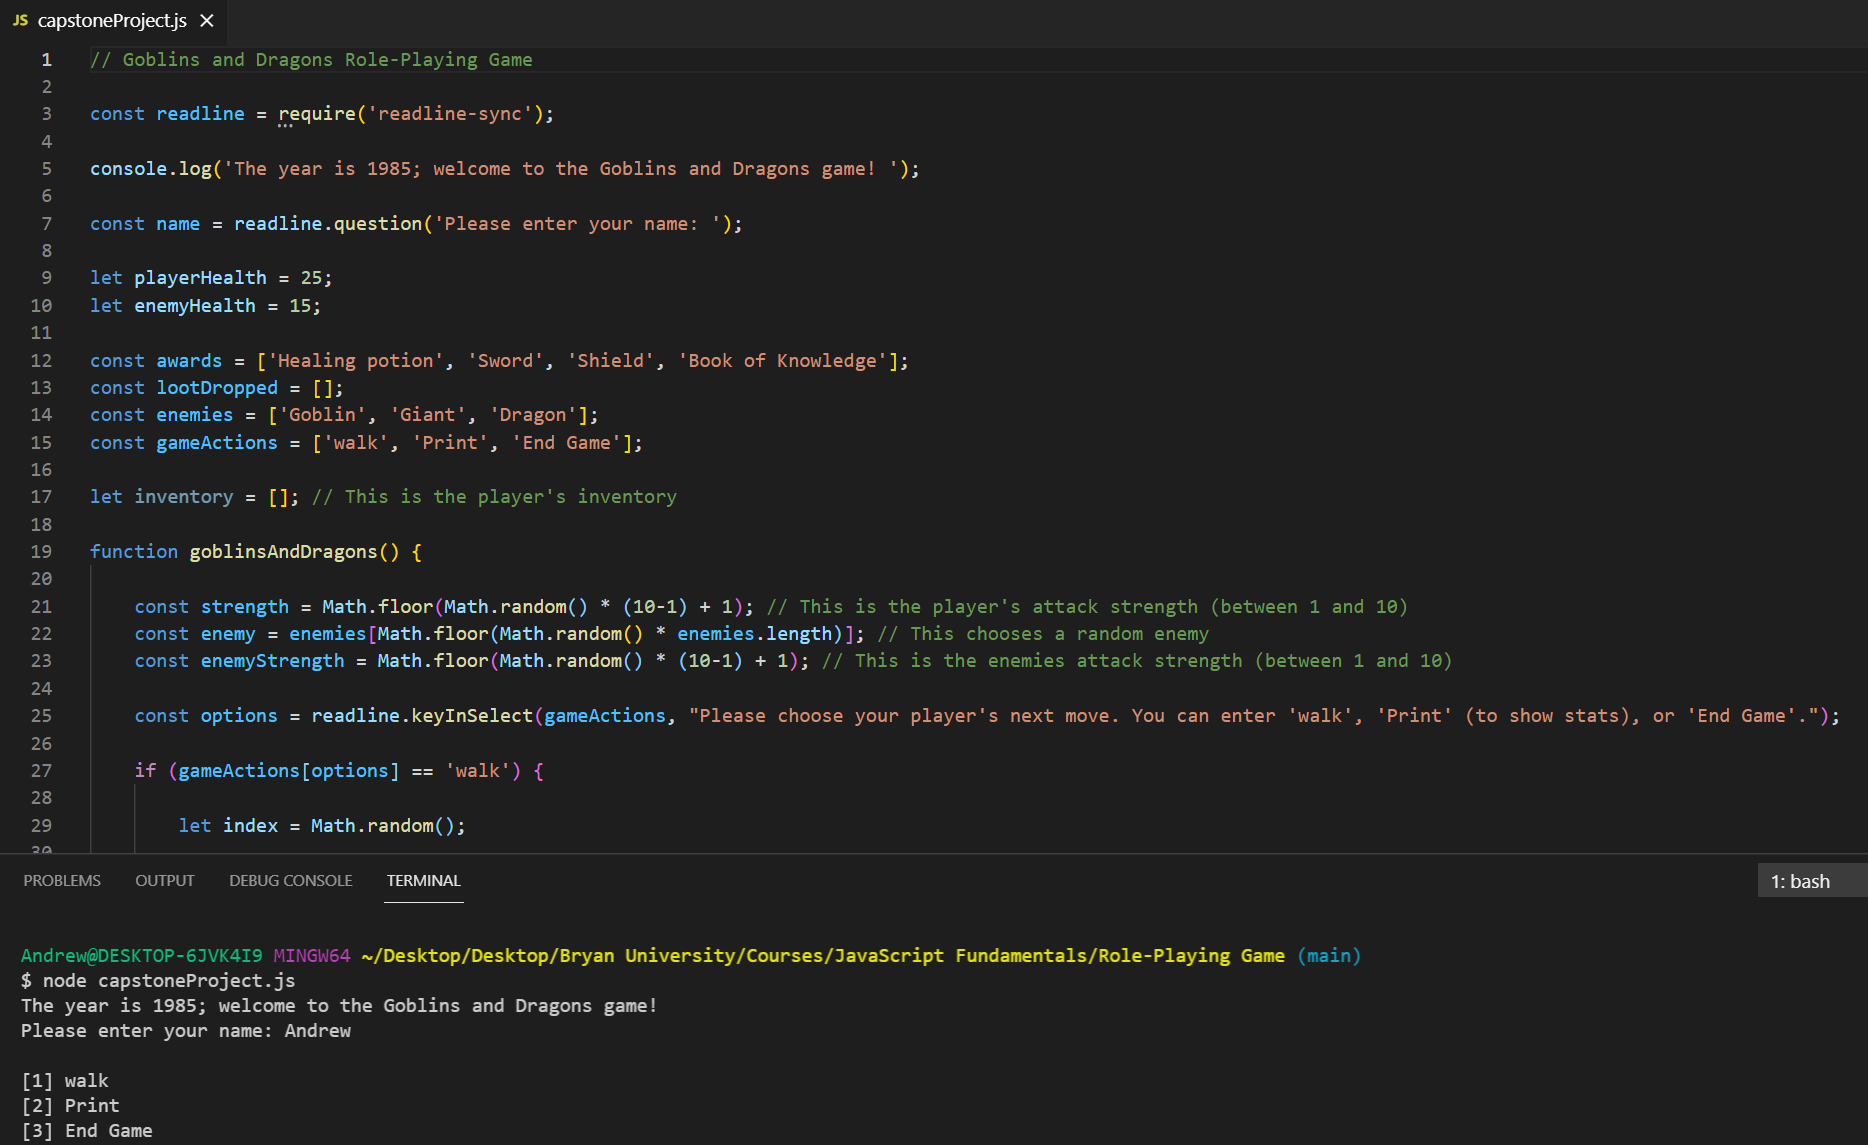 JS capstoneProject.js ×
1 // Goblins and Dragons Role-Playing Game
2
3 const readline = require('readline-sync');
4
5 console.log('The year is 1985; welcome to the Goblins and Dragons game! ');
6
7 const name = readline.question('Please enter your name: ');
8
9 let playerHealth = 25;
10 let enemyHealth = 15;
11
12 const awards = ['Healing potion', 'Sword', 'Shield', 'Book of Knowledge'];
13 const lootDropped = [];
14 const enemies = ['Goblin', 'Giant', 'Dragon'];
15 const gameActions = ['walk', 'Print', 'End Game'];
16
17 let inventory = []; // This is the player's inventory
18
19 function goblinsAndDragons() {
20
21 const strength = Math.floor(Math.random() * (10-1) + 1); // This is the player's attack strength (between 1 and 10)
22 const enemy = enemies[Math.floor(Math.random() * enemies.length)]; // This chooses a random enemy
23 const enemyStrength = Math.floor(Math.random() * (10-1) + 1); // This is the enemies attack strength (between 1 and 10)
24
25 const options = readline.keyInSelect(gameActions, "Please choose your player's next move. You can enter 'walk', 'Print' (to show stats), or 'End Game'.");
26
27 if (gameActions[options] == 'walk') {
28
29 let index = Math.random();
30
PROBLEMS OUTPUT DEBUG CONSOLE TERMINAL 1: bash
Andrew@DESKTOP-6JVK4I9 MINGW64 ~/Desktop/Desktop/Bryan University/Courses/JavaScript Fundamentals/Role-Playing Game (main)
$ node capstoneProject.js
The year is 1985; welcome to the Goblins and Dragons game!
Please enter your name: Andrew
[1] walk
[2] Print
[3] End Game